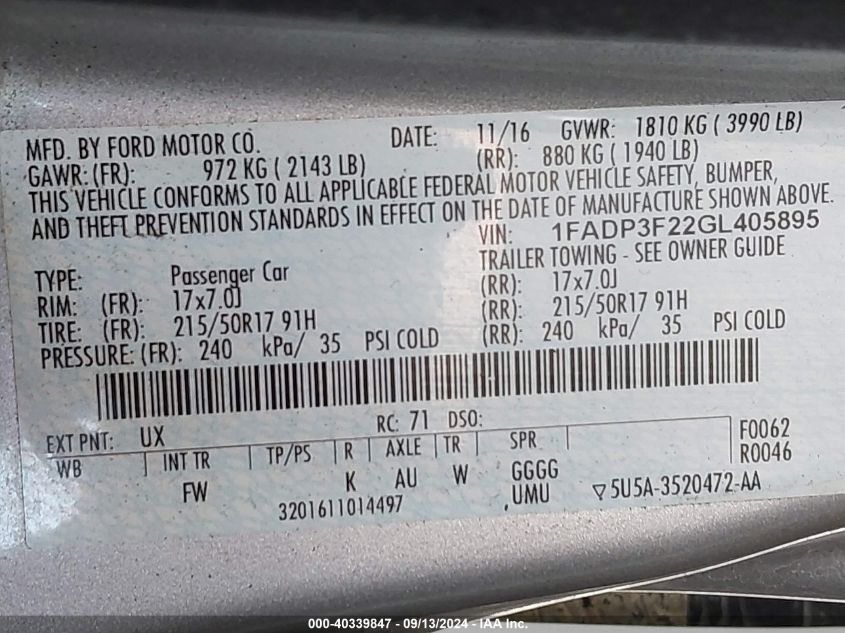 MFD. BY FORD MOTOR CO. DATE: 11/16 GVWR: 1810 KG ( 3990 LB)
GAWR: (FR): 972 KG ( 2143 LB) (RR): 880 KG ( 1940 LB)
THIS VEHICLE CONFORMS TO ALL APPLICABLE FEDERAL MOTOR VEHICLE SAFETY, BUMPER,
AND THEFT PREVENTION STANDARDS IN EFFECT ON THE DATE OF MANUFACTURE SHOWN ABOVE.
VIN: 1FADP3F22GL405895
TYPE: Passenger Car TRAILER TOWING - SEE OWNER GUIDE
RIM: (FR): 17x7.0J (RR): 17x7.0J
TIRE: (FR): 215/50R17 91H (RR): 215/50R17 91H
PRESSURE: (FR): 240 kPa/ 35 PSI COLD (RR): 240 kPa/ 35 PSI COLD
EXT PNT: UX RC: 71 DSO:
WB INT TR TP/PS R AXLE TR SPR F0062
FW K AU W GGGG R0046
3201611014497 UMU ▽5U5A-3520472-AA
000-40339847 - 09/13/2024 - IAA Inc.